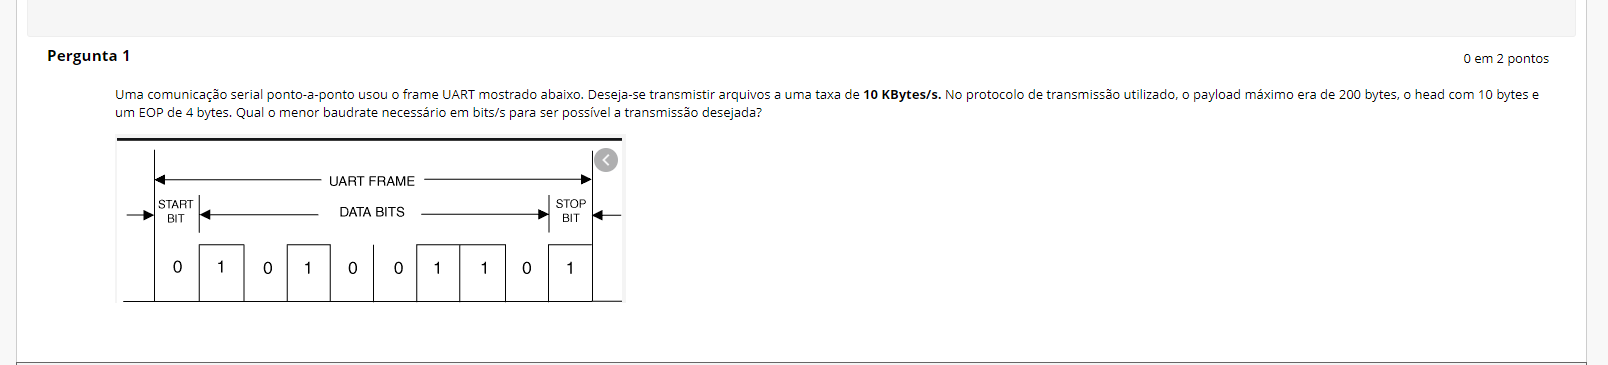 Pergunta 1
0 em 2 pontos
Uma comunicação serial ponto-a-ponto usou o frame UART mostrado abaixo. Deseja-se transmistir arquivos a uma taxa de 10 KBytes/s. No protocolo de transmissão utilizado, o payload máximo era de 200 bytes, o head com 10 bytes e
um EOP de 4 bytes. Qual o menor baudrate necessário em bits/s para ser possível a transmissão desejada?
UART FRAME
START
BIT
DATA BITS
STOP
BIT
0 1 0 1 0 0 1 1 0 1